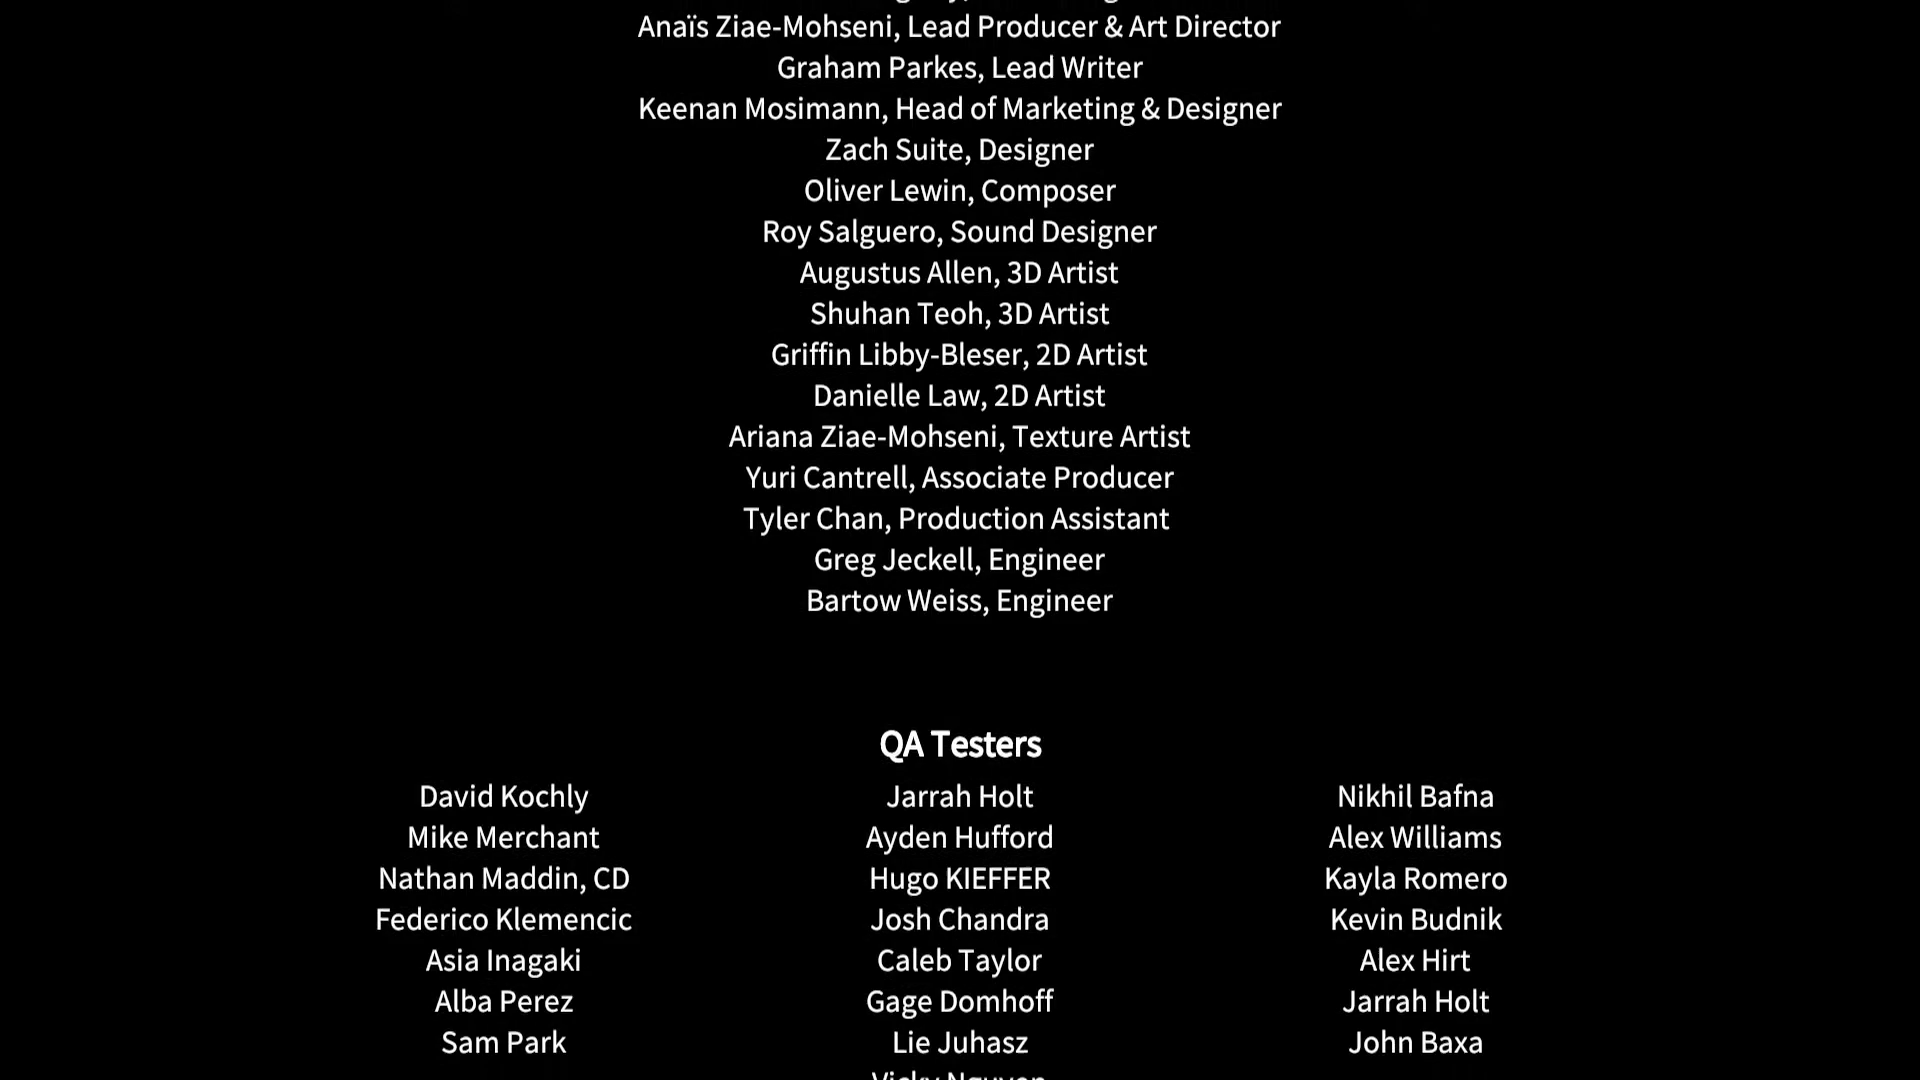 Anaïs Ziae-Mohseni, Lead Producer & Art Director
Graham Parkes, Lead Writer
Keenan Mosimann, Head of Marketing & Designer
Zach Suite, Designer
Oliver Lewin, Composer
Roy Salguero, Sound Designer
Augustus Allen, 3D Artist
Shuhan Teoh, 3D Artist
Griffin Libby-Bleser, 2D Artist
Danielle Law, 2D Artist
Ariana Ziae-Mohseni, Texture Artist
Yuri Cantrell, Associate Producer
Tyler Chan, Production Assistant
Greg Jeckell, Engineer
Bartow Weiss, Engineer
QA Testers
David Kochly Jarrah Holt Nikhil Bafna
Mike Merchant Ayden Hufford Alex Williams
Nathan Maddin, CD Hugo KIEFFER Kayla Romero
Federico Klemencic Josh Chandra Kevin Budnik
Asia Inagaki Caleb Taylor Alex Hirt
Alba Perez Gage Domhoff Jarrah Holt
Sam Park Lie Juhasz John Baxa